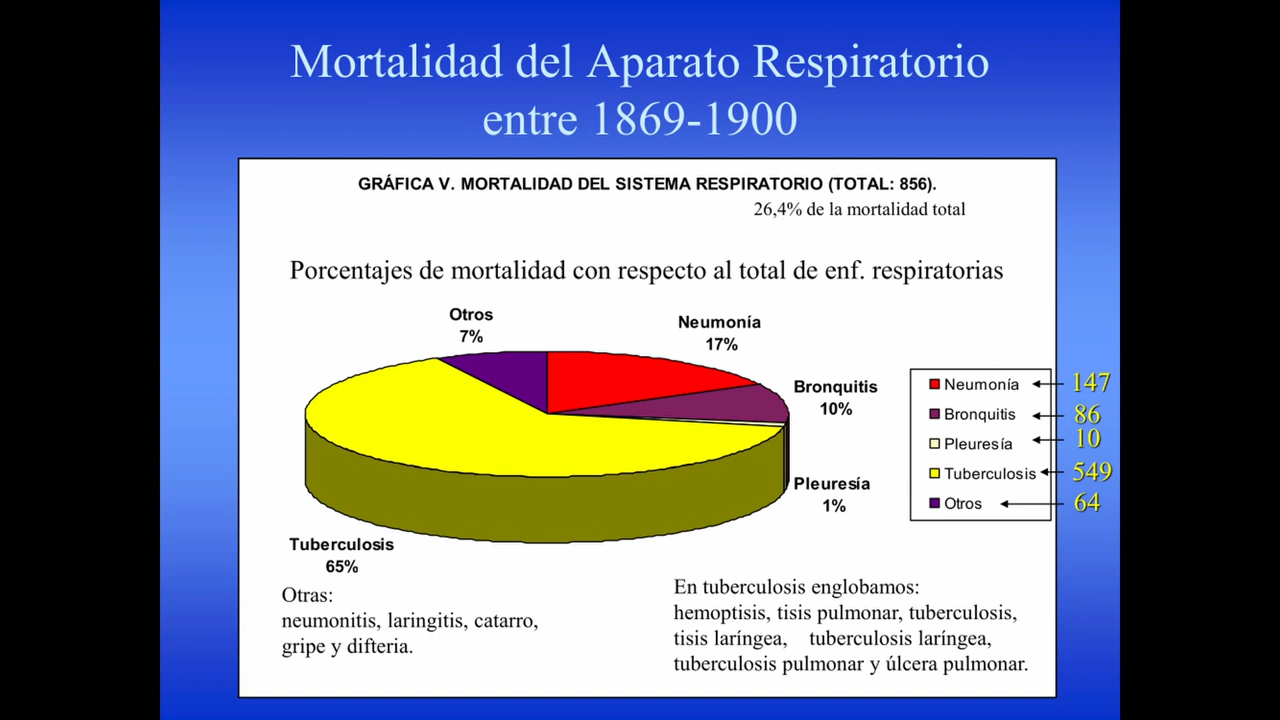 Mortalidad del Aparato Respiratorio
entre 1869-1900
GRÁFICA V. MORTALIDAD DEL SISTEMA RESPIRATORIO (TOTAL: 856).
26,4% de la mortalidad total
Porcentajes de mortalidad con respecto al total de enf. respiratorias
Otros
7%
Neumonía
17%
Bronquitis
10%
Pleuresía
1%
Tuberculosis
65%
Neumonía 147
Bronquitis 86
Pleuresía 10
Tuberculosis 549
Otros 64
Otras:
neumonitis, laringitis, catarro,
gripe y difteria.
En tuberculosis englobamos:
hemoptisis, tisis pulmonar, tuberculosis,
tisis laríngea, tuberculosis laríngea,
tuberculosis pulmonar y úlcera pulmonar.